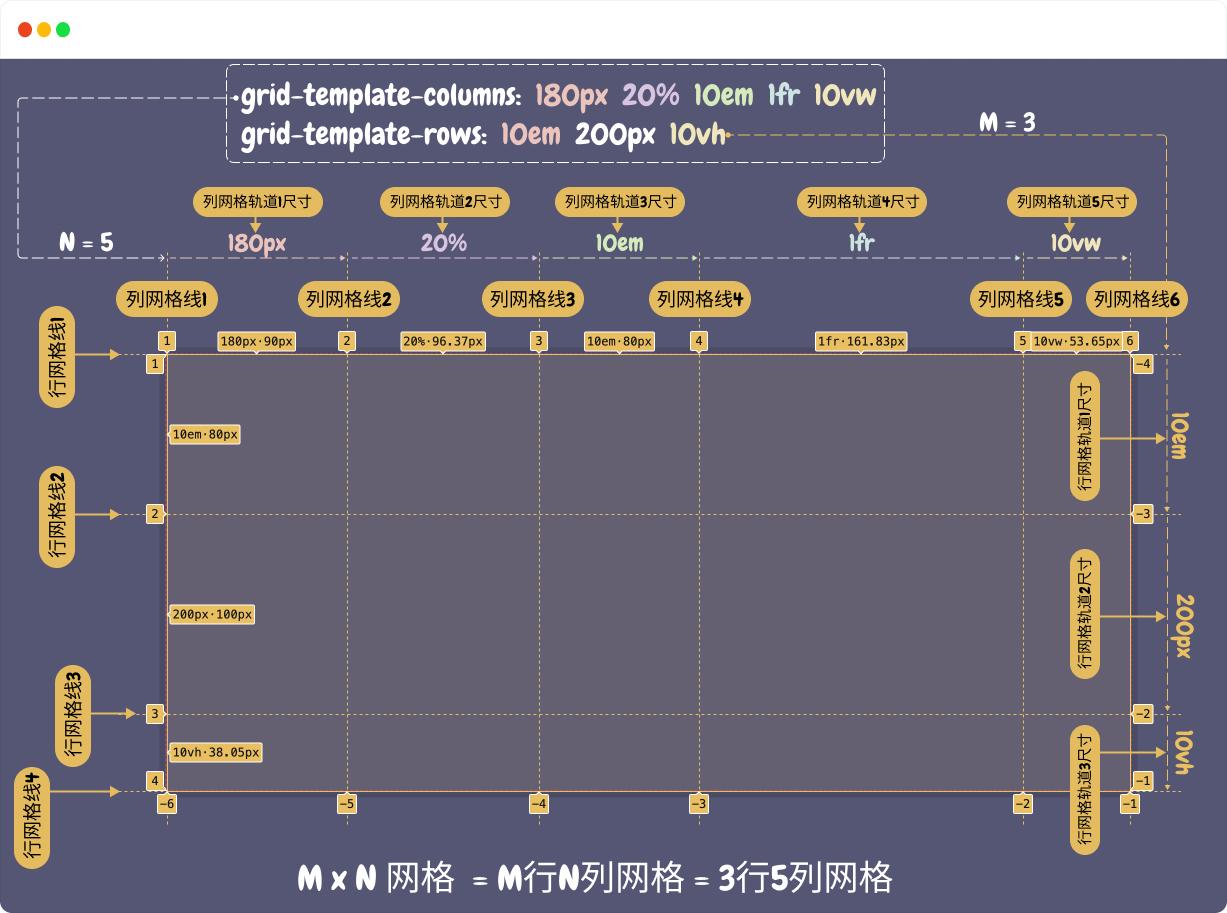 grid-template-columns: 180px 20% 10em 1fr 10vw
grid-template-rows: 10em 200px 10vh
M = 3
列网格轨道1尺寸 列网格轨道2尺寸 列网格轨道3尺寸 列网格轨道4尺寸 列网格轨道5尺寸
N = 5 180px 20% 10em 1fr 10vw
列网格线1 列网格线2 列网格线3 列网格线4 列网格线5 列网格线6
1 180px·90px 2 20%·96.37px 3 10em·80px 4 1fr·161.83px 5 10vw·53.65px 6
行网格线1
1 -4
行网格轨道1尺寸
10em
10em·80px
行网格线2
2 -3
行网格轨道2尺寸
200px
200px·100px
行网格线3
3 -2
行网格轨道3尺寸
10vh
10vh·38.05px
行网格线4
4 -1
-6 -5 -4 -3 -2 -1
M x N 网格 = M行N列网格 = 3行5列网格